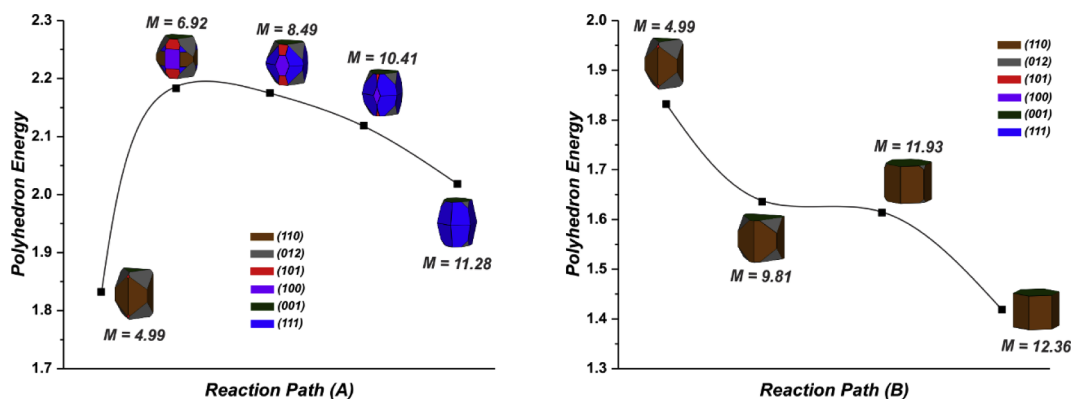 2.3
2.2
2.1
2.0
1.9
1.8
1.7
Polyhedron Energy
M = 6.92
M = 8.49
M = 10.41
M = 11.28
M = 4.99
(110)
(012)
(101)
(100)
(001)
(111)
Reaction Path (A)
2.0
1.9
1.8
1.7
1.6
1.5
1.4
1.3
Polyhedron Energy
M = 4.99
M = 9.81
M = 11.93
M = 12.36
(110)
(012)
(101)
(100)
(001)
(111)
Reaction Path (B)